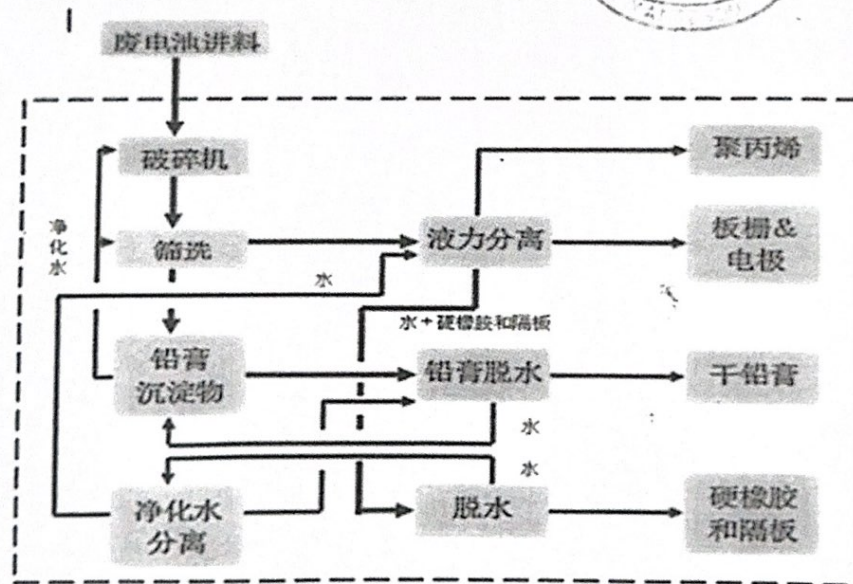 废电池进料
破碎机
聚丙烯
净化水
筛选
液力分离
板栅&
电极
水
水+硬橡胶和隔板
铅膏
沉淀物
铅膏脱水
干铅膏
水
水
净化水
分离
脱水
硬橡胶
和隔板